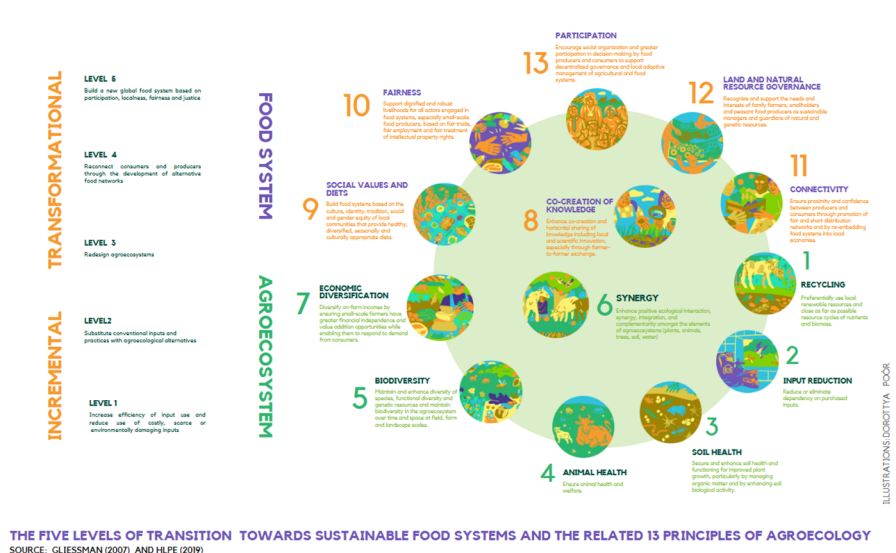 TRANSFORMATIONAL
INCREMENTAL
LEVEL 5
Build a new global food system based on
participation, localness, fairness and justice
LEVEL 4
Reconnect consumers and producers
through the development of alternative
food networks
LEVEL 3
Redesign agroecosystems
LEVEL2
Substitute conventional inputs and
practices with agroecological alternatives
LEVEL 1
Increase efficiency of input use and
reduce use of costly, scarce or
environmentally damaging inputs
FOOD SYSTEM
AGROECOSYSTEM
13
PARTICIPATION
Encourage social organization and greater
participation in decision-making by food
producers and consumers to support
decentralized governance and local adaptive
management of agricultural and food
systems.
12
LAND AND NATURAL
RESOURCE GOVERNANCE
Recognize and support the needs and
interests of family farmers, smallholders
and peasant food producers as sustainable
managers and guardians of natural and
genetic resources.
10
FAIRNESS
Support dignified and robust
livelihoods for all actors engaged in
food systems, especially small-scale
food producers, based on fair trade,
fair employment and fair treatment
of intellectual property rights.
11
CONNECTIVITY
Ensure proximity and confidence
between producers and
consumers through promotion of
fair and short distribution
networks and by re-embedding
food systems into local
economies.
9
SOCIAL VALUES AND
DIETS
Build food systems based on the
culture, identity, tradition, social
and gender equity of local
communities that provide healthy,
diversified, seasonally and
culturally appropriate diets.
8
CO-CREATION OF
KNOWLEDGE
Enhance co-creation and
horizontal sharing of
knowledge including local
and scientific innovation,
especially through farmer-
to-farmer exchange.
1
RECYCLING
Preferentially use local
renewable resources and
close as far as possible
resource cycles of nutrients
and biomass.
7
ECONOMIC
DIVERSIFICATION
Diversify on-farm incomes by
ensuring small-scale farmers have
greater financial independence and
value addition opportunities while
enabling them to respond to demand
from consumers.
6
SYNERGY
Enhance positive ecological interaction,
synergy, integration, and
complementarity amongst the elements
of agroecosystems (plants, animals,
trees, soil, water)
2
INPUT REDUCTION
Reduce or eliminate
dependency on purchased
inputs.
5
BIODIVERSITY
Maintain and enhance diversity of
species, functional diversity and
genetic resources and maintain
biodiversity in the agroecosystem
over time and space at field, farm
and landscape scales.
3
SOIL HEALTH
Secure and enhance soil health and
functioning for improved plant
growth, particularly by managing
organic matter and by enhancing soil
biological activity.
4
ANIMAL HEALTH
Ensure animal health and
welfare.
ILLUSTRATIONS:DOROTTYA POÓR
THE FIVE LEVELS OF TRANSITION TOWARDS SUSTAINABLE FOOD SYSTEMS AND THE RELATED 13 PRINCIPLES OF AGROECOLOGY
SOURCE: GLIESSMAN (2007) AND HLPE (2019)